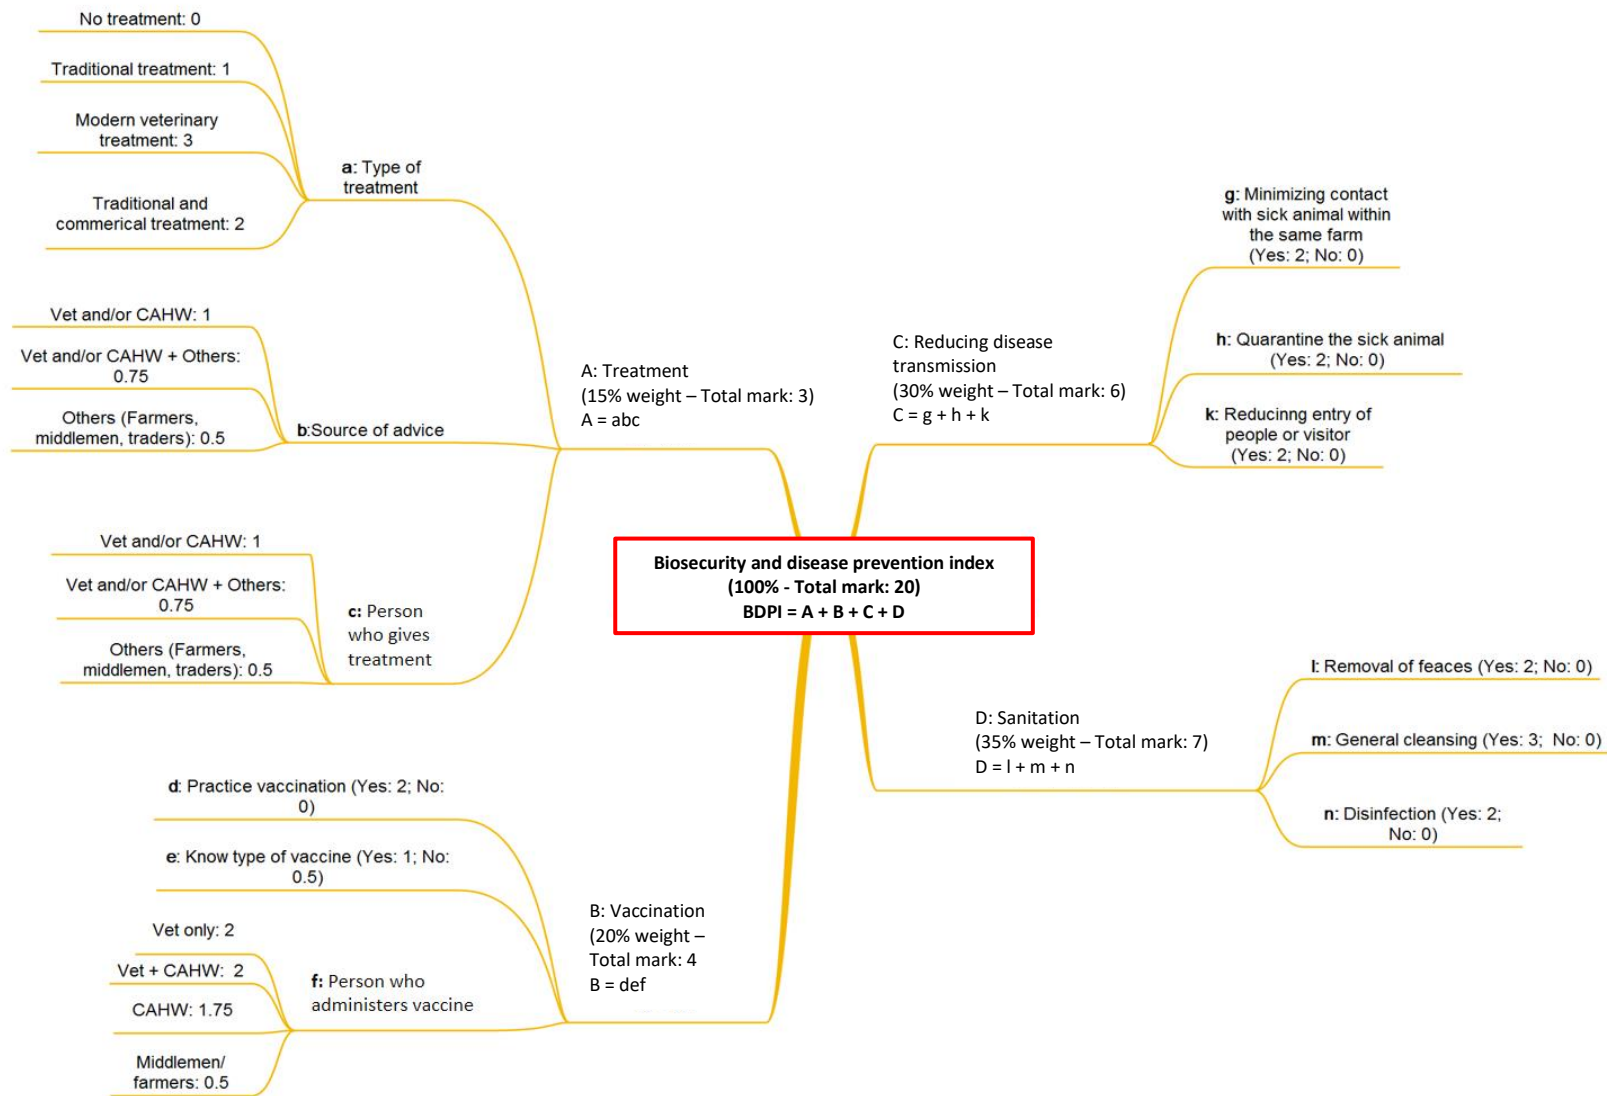 No treatment: 0
Traditional treatment: 1
Modern veterinary
treatment: 3
Traditional and
commerical treatment: 2
a: Type of
treatment
Vet and/or CAHW: 1
Vet and/or CAHW + Others:
0.75
Others (Farmers,
middlemen, traders): 0.5
b:Source of advice
Vet and/or CAHW: 1
Vet and/or CAHW + Others:
0.75
Others (Farmers,
middlemen, traders): 0.5
c: Person
who gives
treatment
A: Treatment
(15% weight – Total mark: 3)
A = abc
d: Practice vaccination (Yes: 2; No:
0)
e: Know type of vaccine (Yes: 1; No:
0.5)
Vet only: 2
Vet + CAHW:  2
CAHW: 1.75
Middlemen/
farmers: 0.5
f: Person who
administers vaccine
B: Vaccination
(20% weight –
Total mark: 4
B = def
Biosecurity and disease prevention index
(100% - Total mark: 20)
BDPI = A + B + C + D
C: Reducing disease
transmission
(30% weight – Total mark: 6)
C = g + h + k
g: Minimizing contact
with sick animal within
the same farm
(Yes: 2; No: 0)
h: Quarantine the sick animal
(Yes: 2; No: 0)
k: Reducinng entry of
people or visitor
(Yes: 2; No: 0)
D: Sanitation
(35% weight – Total mark: 7)
D = l + m + n
l: Removal of feaces (Yes: 2; No: 0)
m: General cleansing (Yes: 3;  No: 0)
n: Disinfection (Yes: 2;
No: 0)